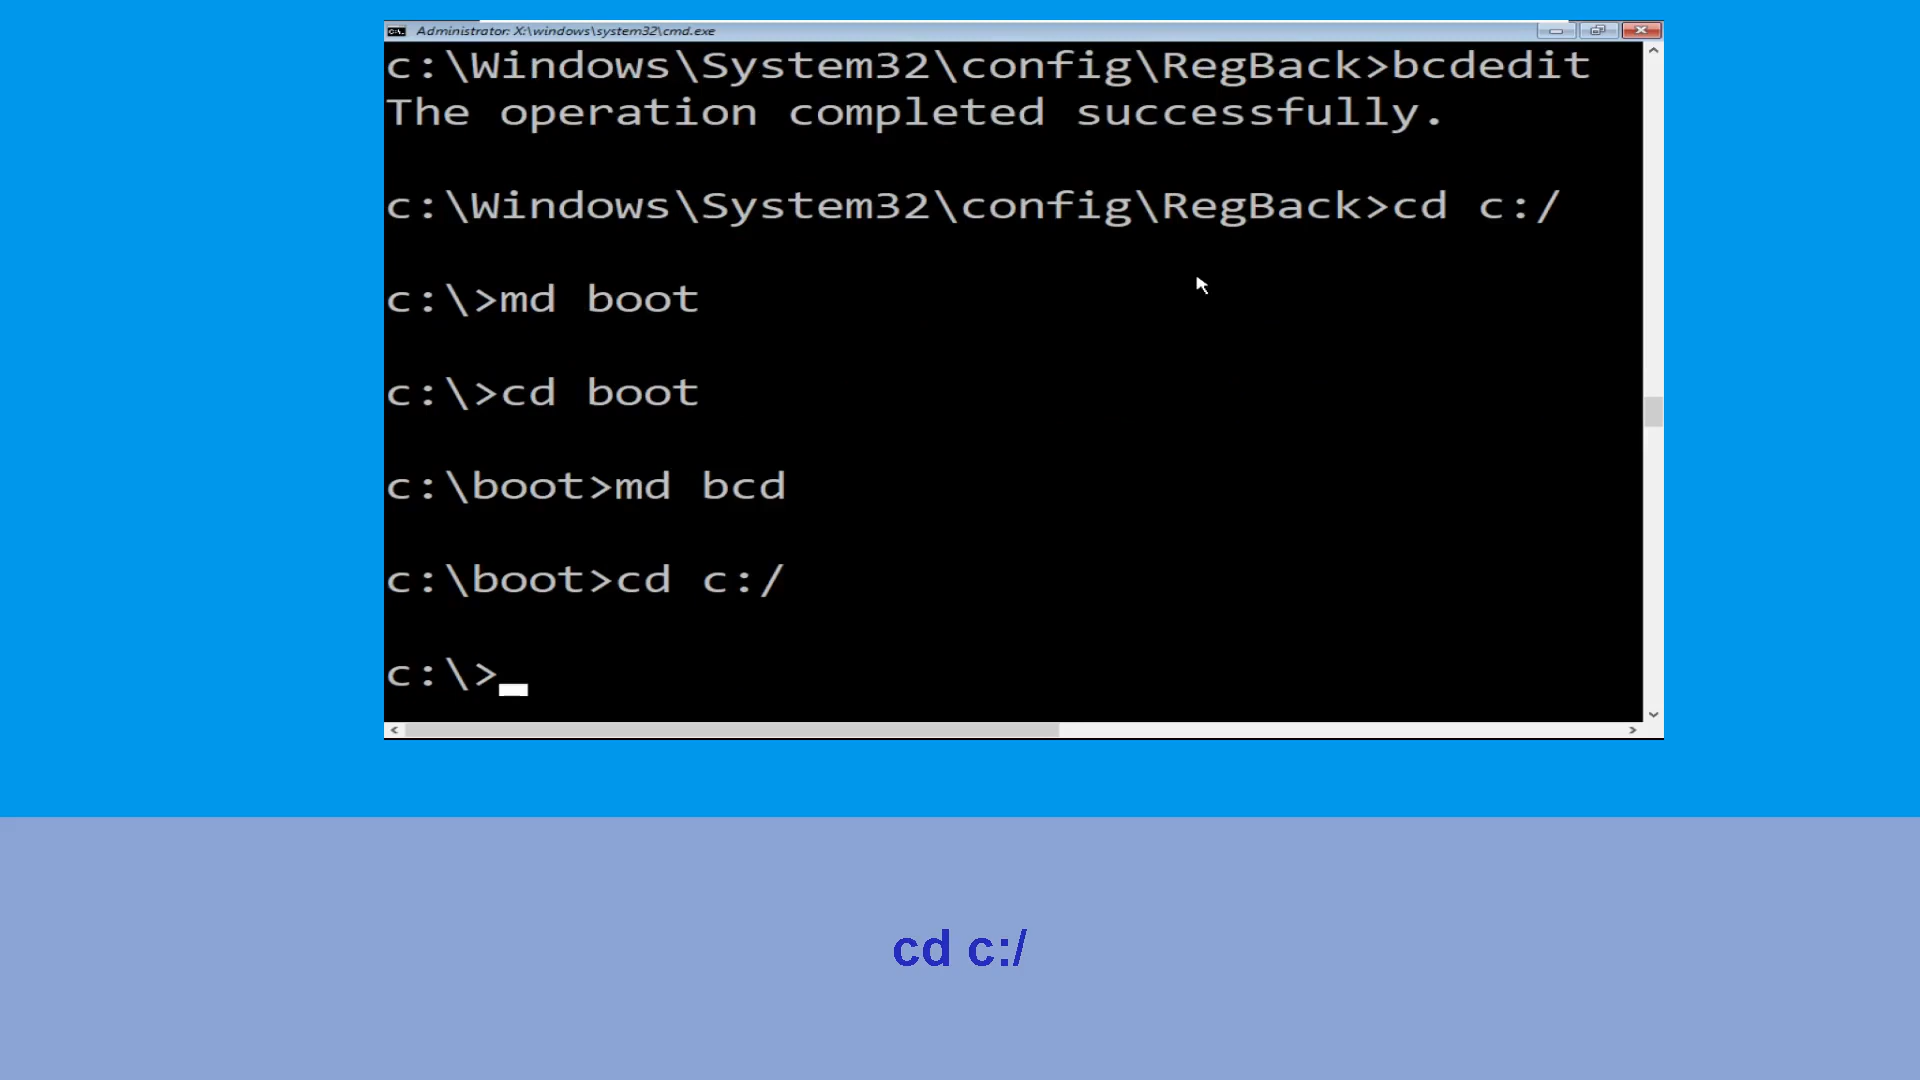 Administrator: X:\windows\system32\cmd.exe
c:\Windows\System32\config\RegBack>bcdedit
The operation completed successfully.
c:\Windows\System32\config\RegBack>cd c:/
c:\>md boot
c:\>cd boot
c:\boot>md bcd
c:\boot>cd c:/
c:\>
cd c:/